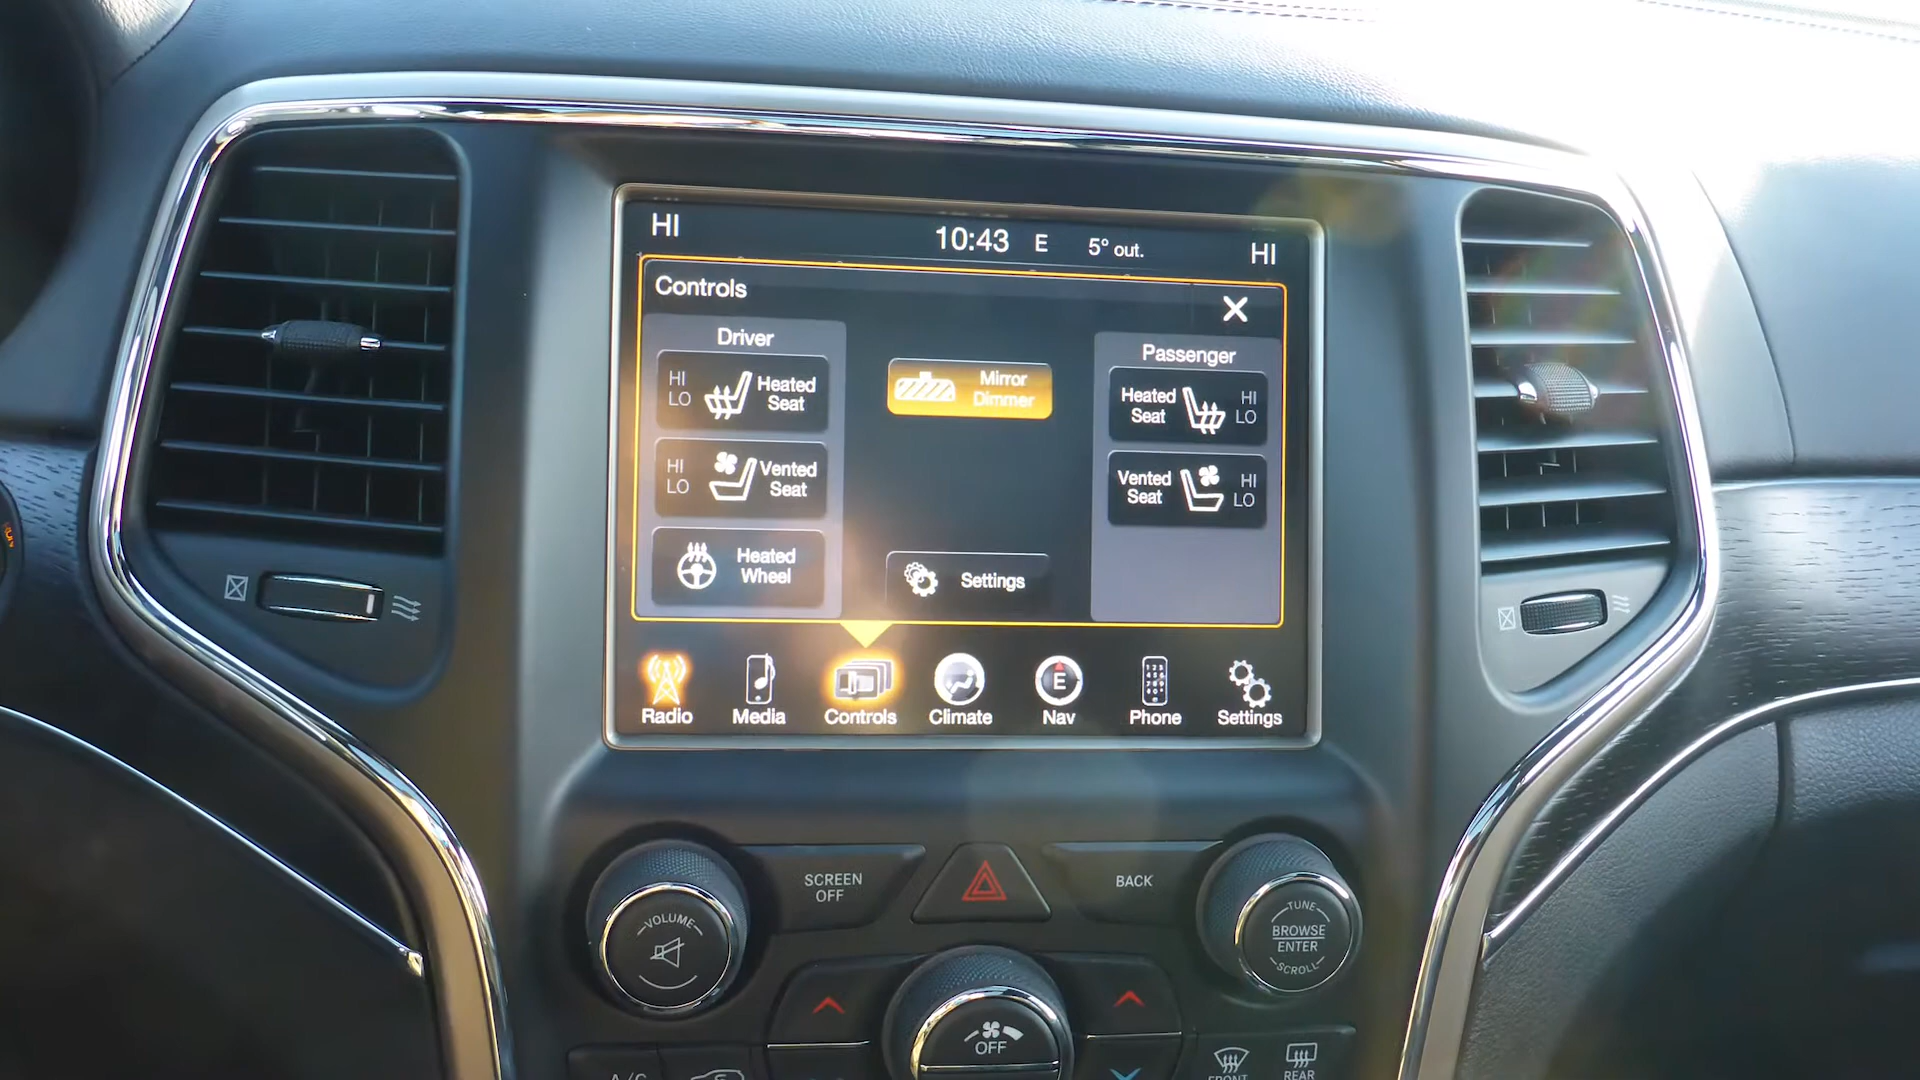 HI 10:43 E 5° out. HI
Controls X
Driver
Passenger
HI
LO
Heated
Seat
Mirror
Dimmer
Heated
Seat
HI
LO
HI
LO
Vented
Seat
Vented
Seat
HI
LO
Heated
Wheel
Settings
E
Radio Media Controls Climate Nav Phone Settings
SCREEN
OFF
BACK
VOLUME
TUNE
BROWSE
ENTER
SCROLL
OFF
A/C
FRONT
REAR